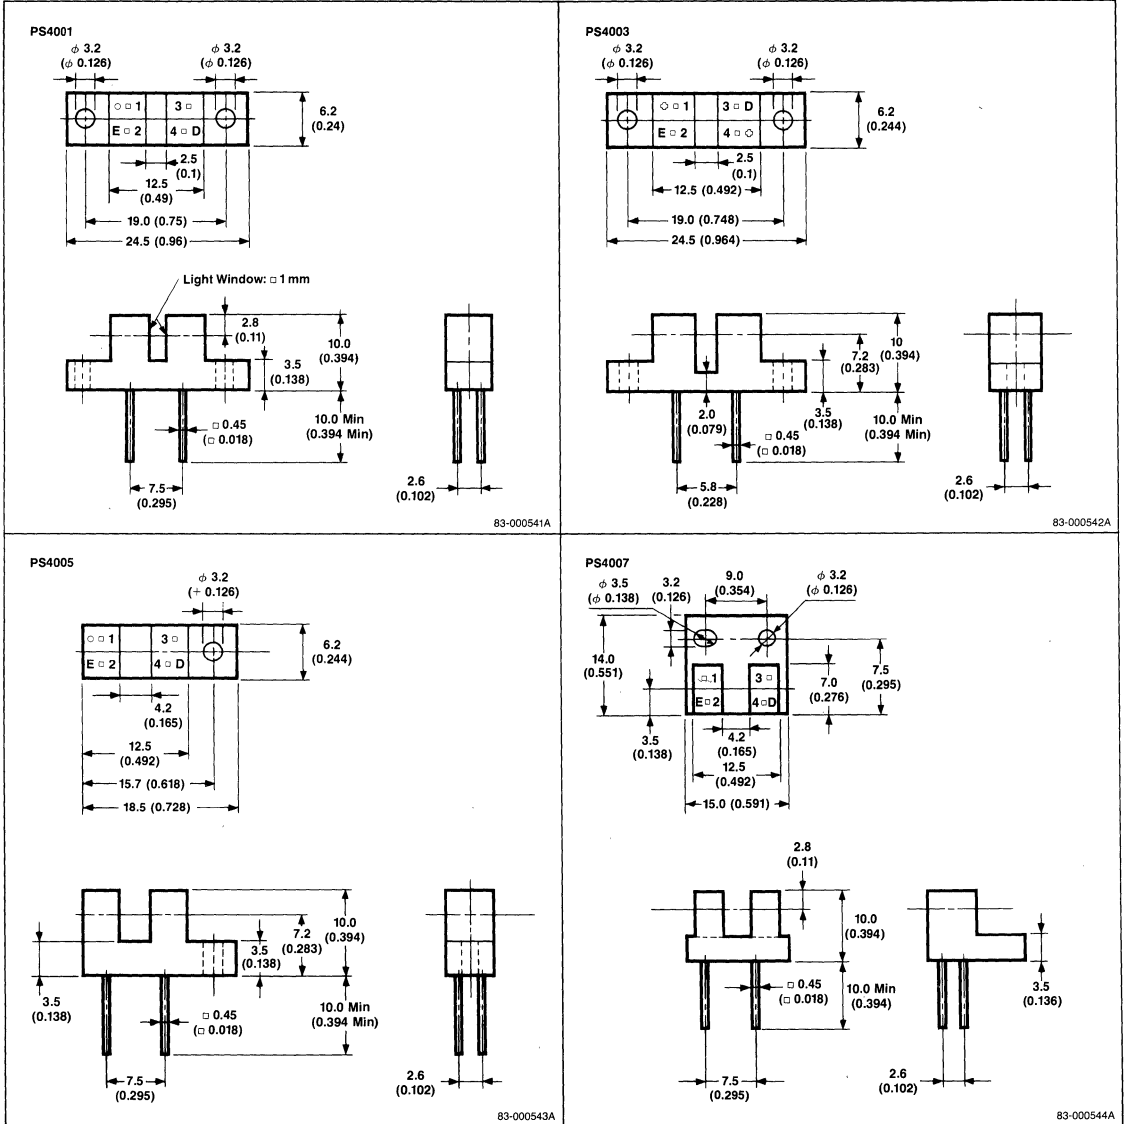 PS4001
ϕ 3.2
(ϕ 0.126)
ϕ 3.2
(ϕ 0.126)
○ □ 1
3 □
E □ 2
4 □ D
6.2
(0.24)
2.5
(0.1)
12.5
(0.49)
19.0 (0.75)
24.5 (0.96)
Light Window: □ 1 mm
2.8
(0.11)
10.0
(0.394)
3.5
(0.138)
□ 0.45
(□ 0.018)
10.0 Min
(0.394 Min)
7.5
(0.295)
2.6
(0.102)
83-000541A
PS4003
ϕ 3.2
(ϕ 0.126)
ϕ 3.2
(ϕ 0.126)
○ □ 1
3 □ D
E □ 2
4 □ ○
6.2
(0.244)
2.5
(0.1)
12.5 (0.492)
19.0 (0.748)
24.5 (0.964)
10
(0.394)
7.2
(0.283)
2.0
(0.079)
3.5
(0.138)
□ 0.45
(□ 0.018)
10.0 Min
(0.394 Min)
5.8
(0.228)
2.6
(0.102)
83-000542A
PS4005
ϕ 3.2
(+ 0.126)
○ □ 1
3 □
E □ 2
4 □ D
6.2
(0.244)
4.2
(0.165)
12.5
(0.492)
15.7 (0.618)
18.5 (0.728)
10.0
(0.394)
7.2
(0.283)
3.5
(0.138)
3.5
(0.138)
□ 0.45
(□ 0.018)
10.0 Min
(0.394 Min)
7.5
(0.295)
2.6
(0.102)
83-000543A
PS4007
ϕ 3.5
(ϕ 0.138)
3.2
(0.126)
9.0
(0.354)
ϕ 3.2
(ϕ 0.126)
14.0
(0.551)
□ 1
3 □
E □ 2
4 □ D
7.0
(0.276)
7.5
(0.295)
3.5
(0.138)
4.2
(0.165)
12.5
(0.492)
15.0 (0.591)
2.8
(0.11)
10.0
(0.394)
□ 0.45
(□ 0.018)
10.0 Min
(0.394)
3.5
(0.136)
7.5
(0.295)
2.6
(0.102)
83-000544A